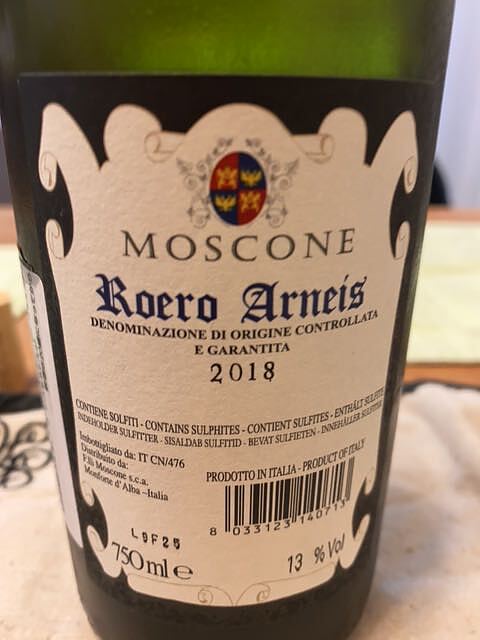 MOSCONE
Roero Arneis
DENOMINAZIONE DI ORIGINE CONTROLLATA
E GARANTITA
2018
CONTIENE SOLFITI - CONTAINS SULPHITES - CONTIENT SULFITES - ENTHÄLT SULFITE
INDEHOLDER SULFITTER - SISALDAB SULFITID - BEVAT SULFIETEN - INNEHÅLLER SULFITER
Imbottigliato da: IT CN/476
Distribuito da:
F.lli Moscone s.c.a.
Monforte d'Alba -Italia
PRODOTTO IN ITALIA - PRODUCT OF ITALY
8 033123 140713
L9F25
750 ml e
13 % Vol